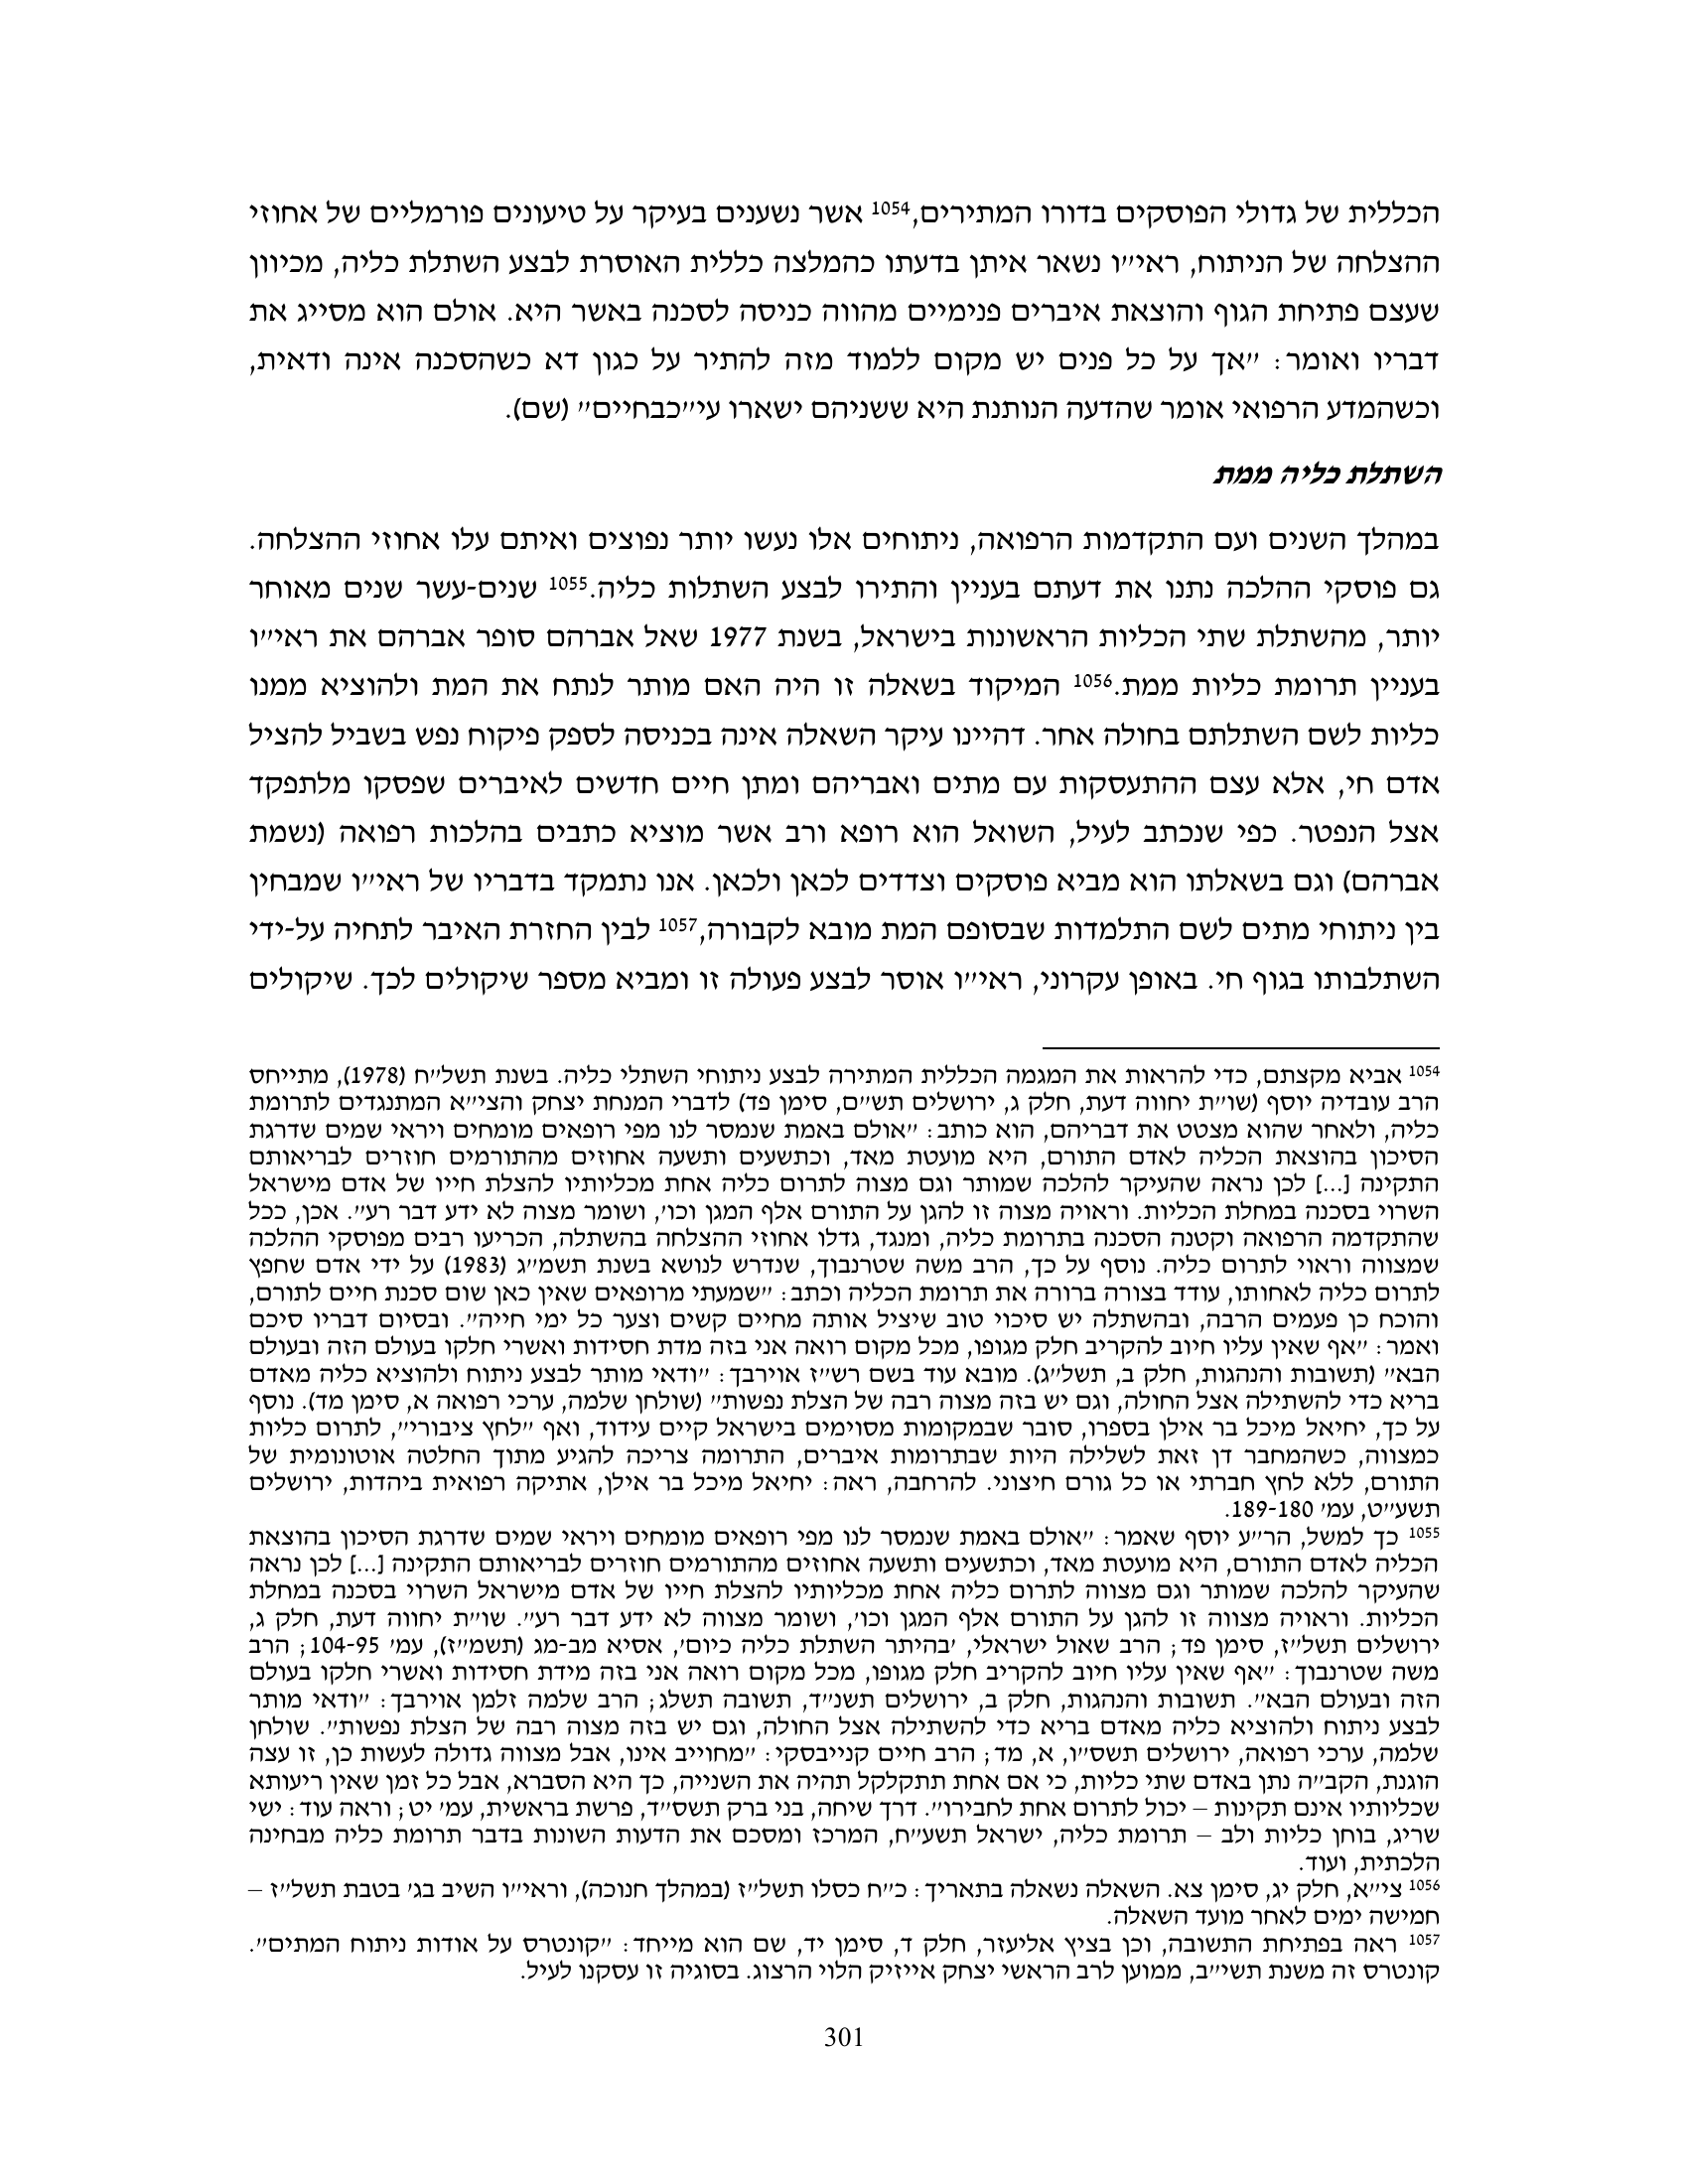 הכללית של גדולי הפוסקים בדורו המתירים,1054 אשר נשענים בעיקר על טיעונים פורמליים של אחוזי
ההצלחה של הניתוח, ראי״ו נשאר איתן בדעתו כהמלצה כללית האוסרת לבצע השתלת כליה, מכיוון
שעצם פתיחת הגוף והוצאת איברים פנימיים מהווה כניסה לסכנה באשר היא. אולם הוא מסייג את
דבריו ואומר: ״אך על כל פנים יש מקום ללמוד מזה להתיר על כגון דא כשהסכנה אינה ודאית,
וכשהמדע הרפואי אומר שהדעה הנותנת היא ששניהם ישארו עי״כבחיים״ (שם).
השתלת כליה ממת
במהלך השנים ועם התקדמות הרפואה, ניתוחים אלו נעשו יותר נפוצים ואיתם עלו אחוזי ההצלחה.
גם פוסקי ההלכה נתנו את דעתם בעניין והתירו לבצע השתלות כליה.1055 שנים-עשר שנים מאוחר
יותר, מהשתלת שתי הכליות הראשונות בישראל, בשנת 1977 שאל אברהם סופר אברהם את ראי״ו
בעניין תרומת כליות ממת.1056 המיקוד בשאלה זו היה האם מותר לנתח את המת ולהוציא ממנו
כליות לשם השתלתם בחולה אחר. דהיינו עיקר השאלה אינה בכניסה לספק פיקוח נפש בשביל להציל
אדם חי, אלא עצם ההתעסקות עם מתים ואבריהם ומתן חיים חדשים לאיברים שפסקו מלתפקד
אצל הנפטר. כפי שנכתב לעיל, השואל הוא רופא ורב אשר מוציא כתבים בהלכות רפואה (נשמת
אברהם) וגם בשאלתו הוא מביא פוסקים וצדדים לכאן ולכאן. אנו נתמקד בדבריו של ראי״ו שמבחין
בין ניתוחי מתים לשם התלמדות שבסופם המת מובא לקבורה,1057 לבין החזרת האיבר לתחיה על-ידי
השתלבותו בגוף חי. באופן עקרוני, ראי״ו אוסר לבצע פעולה זו ומביא מספר שיקולים לכך. שיקולים
1054 אביא מקצתם, כדי להראות את המגמה הכללית המתירה לבצע ניתוחי השתלי כליה. בשנת תשל״ח (1978), מתייחס
הרב עובדיה יוסף (שו״ת יחווה דעת, חלק ג, ירושלים תש״ם, סימן פד) לדברי המנחת יצחק והצי״א המתנגדים לתרומת
כליה, ולאחר שהוא מצטט את דבריהם, הוא כותב: ״אולם באמת שנמסר לנו מפי רופאים מומחים ויראי שמים שדרגת
הסיכון בהוצאת הכליה לאדם התורם, היא מועטת מאד, וכתשעים ותשעה אחוזים מהתורמים חוזרים לבריאותם
התקינה [...] לכן נראה שהעיקר להלכה שמותר וגם מצוה לתרום כליה אחת מכליותיו להצלת חייו של אדם מישראל
השרוי בסכנה במחלת הכליות. וראויה מצוה זו להגן על התורם אלף המגן וכו׳, ושומר מצוה לא ידע דבר רע״. אכן, ככל
שהתקדמה הרפואה וקטנה הסכנה בתרומת כליה, ומנגד, גדלו אחוזי ההצלחה בהשתלה, הכריעו רבים מפוסקי ההלכה
שמצווה וראוי לתרום כליה. נוסף על כך, הרב משה שטרנבוך, שנדרש לנושא בשנת תשמ״ג (1983) על ידי אדם שחפץ
לתרום כליה לאחותו, עודד בצורה ברורה את תרומת הכליה וכתב: ״שמעתי מרופאים שאין כאן שום סכנת חיים לתורם,
והוכח כן פעמים הרבה, ובהשתלה יש סיכוי טוב שיציל אותה מחיים קשים וצער כל ימי חייה״. ובסיום דבריו סיכם
ואמר: ״אף שאין עליו חיוב להקריב חלק מגופו, מכל מקום רואה אני בזה מדת חסידות ואשרי חלקו בעולם הזה ובעולם
הבא״ (תשובות והנהגות, חלק ב, תשל״ג). מובא עוד בשם רש״ז אוירבך: ״ודאי מותר לבצע ניתוח ולהוציא כליה מאדם
בריא כדי להשתילה אצל החולה, וגם יש בזה מצוה רבה של הצלת נפשות״ (שולחן שלמה, ערכי רפואה א, סימן מד). נוסף
על כך, יחיאל מיכל בר אילן בספרו, סובר שבמקומות מסוימים בישראל קיים עידוד, ואף ״לחץ ציבורי״, לתרום כליות
כמצווה, כשהמחבר דן זאת לשלילה היות שבתרומות איברים, התרומה צריכה להגיע מתוך החלטה אוטונומית של
התורם, ללא לחץ חברתי או כל גורם חיצוני. להרחבה, ראה: יחיאל מיכל בר אילן, אתיקה רפואית ביהדות, ירושלים
תשע״ט, עמ׳ 189-180.
1055 כך למשל, הר״ע יוסף שאמר: ״אולם באמת שנמסר לנו מפי רופאים מומחים ויראי שמים שדרגת הסיכון בהוצאת
הכליה לאדם התורם, היא מועטת מאד, וכתשעים ותשעה אחוזים מהתורמים חוזרים לבריאותם התקינה [...] לכן נראה
שהעיקר להלכה שמותר וגם מצווה לתרום כליה אחת מכליותיו להצלת חייו של אדם מישראל השרוי בסכנה במחלת
הכליות. וראויה מצווה זו להגן על התורם אלף המגן וכו׳, ושומר מצווה לא ידע דבר רע״. שו״ת יחווה דעת, חלק ג,
ירושלים תשל״ז, סימן פד; הרב שאול ישראלי, ׳בהיתר השתלת כליה כיום׳, אסיא מב-מג (תשמ״ז), עמ׳ 104-95; הרב
משה שטרנבוך: ״אף שאין עליו חיוב להקריב חלק מגופו, מכל מקום רואה אני בזה מידת חסידות ואשרי חלקו בעולם
הזה ובעולם הבא״. תשובות והנהגות, חלק ב, ירושלים תשנ״ד, תשובה תשלג; הרב שלמה זלמן אוירבך: ״ודאי מותר
לבצע ניתוח ולהוציא כליה מאדם בריא כדי להשתילה אצל החולה, וגם יש בזה מצוה רבה של הצלת נפשות״. שולחן
שלמה, ערכי רפואה, ירושלים תשס״ו, א, מד; הרב חיים קנייבסקי: ״מחוייב אינו, אבל מצווה גדולה לעשות כן, זו עצה
הוגנת, הקב״ה נתן באדם שתי כליות, כי אם אחת תתקלקל תהיה את השנייה, כך היא הסברא, אבל כל זמן שאין ריעותא
שכליותיו אינם תקינות – יכול לתרום אחת לחבירו״. דרך שיחה, בני ברק תשס״ד, פרשת בראשית, עמ׳ יט; וראה עוד: ישי
שריג, בוחן כליות ולב – תרומת כליה, ישראל תשע״ח, המרכז ומסכם את הדעות השונות בדבר תרומת כליה מבחינה
הלכתית, ועוד.
1056 צי״א, חלק יג, סימן צא. השאלה נשאלה בתאריך: כ״ח כסלו תשל״ז (במהלך חנוכה), וראי״ו השיב בג׳ בטבת תשל״ז –
חמישה ימים לאחר מועד השאלה.
1057 ראה בפתיחת התשובה, וכן בציץ אליעזר, חלק ד, סימן יד, שם הוא מייחד: ״קונטרס על אודות ניתוח המתים״.
קונטרס זה משנת תשי״ב, ממוען לרב הראשי יצחק אייזיק הלוי הרצוג. בסוגיה זו עסקנו לעיל.
301